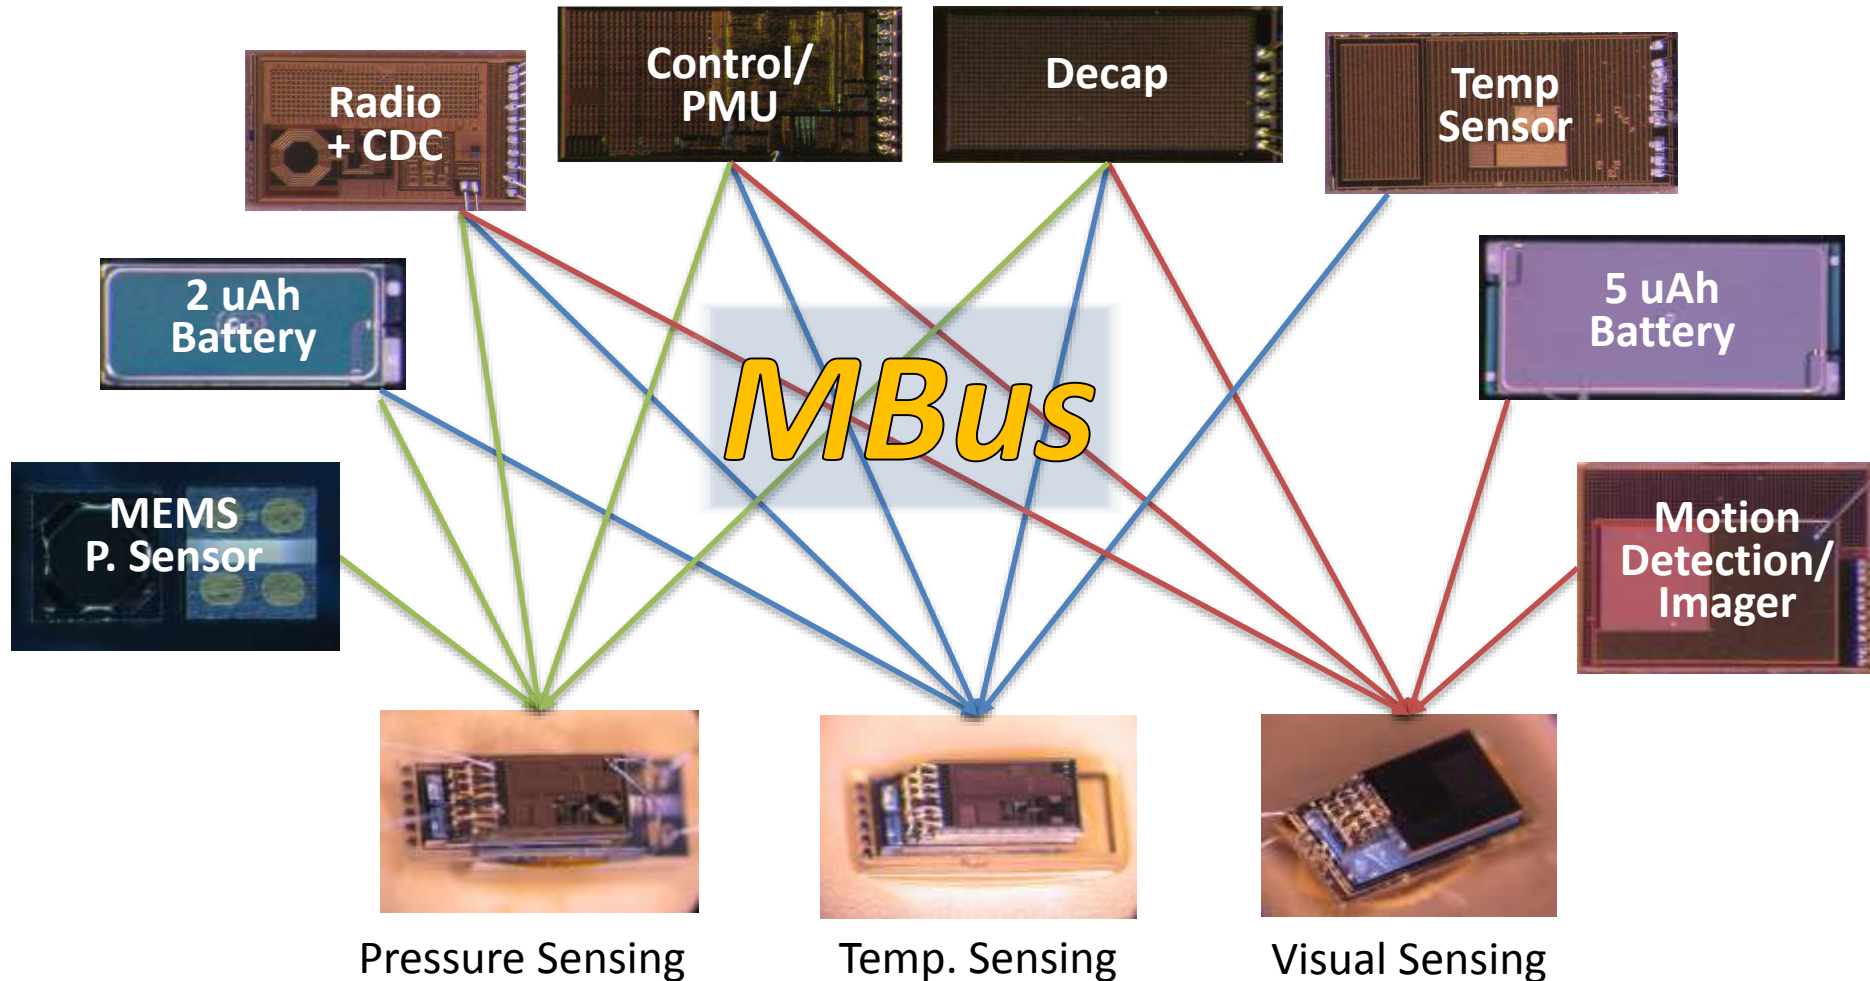 Radio
+ CDC
Control/
PMU
Decap
Temp
Sensor
2 uAh
Battery
5 uAh
Battery
MBus
MEMS
P. Sensor
Motion
Detection/
Imager
Pressure Sensing
Temp. Sensing
Visual Sensing